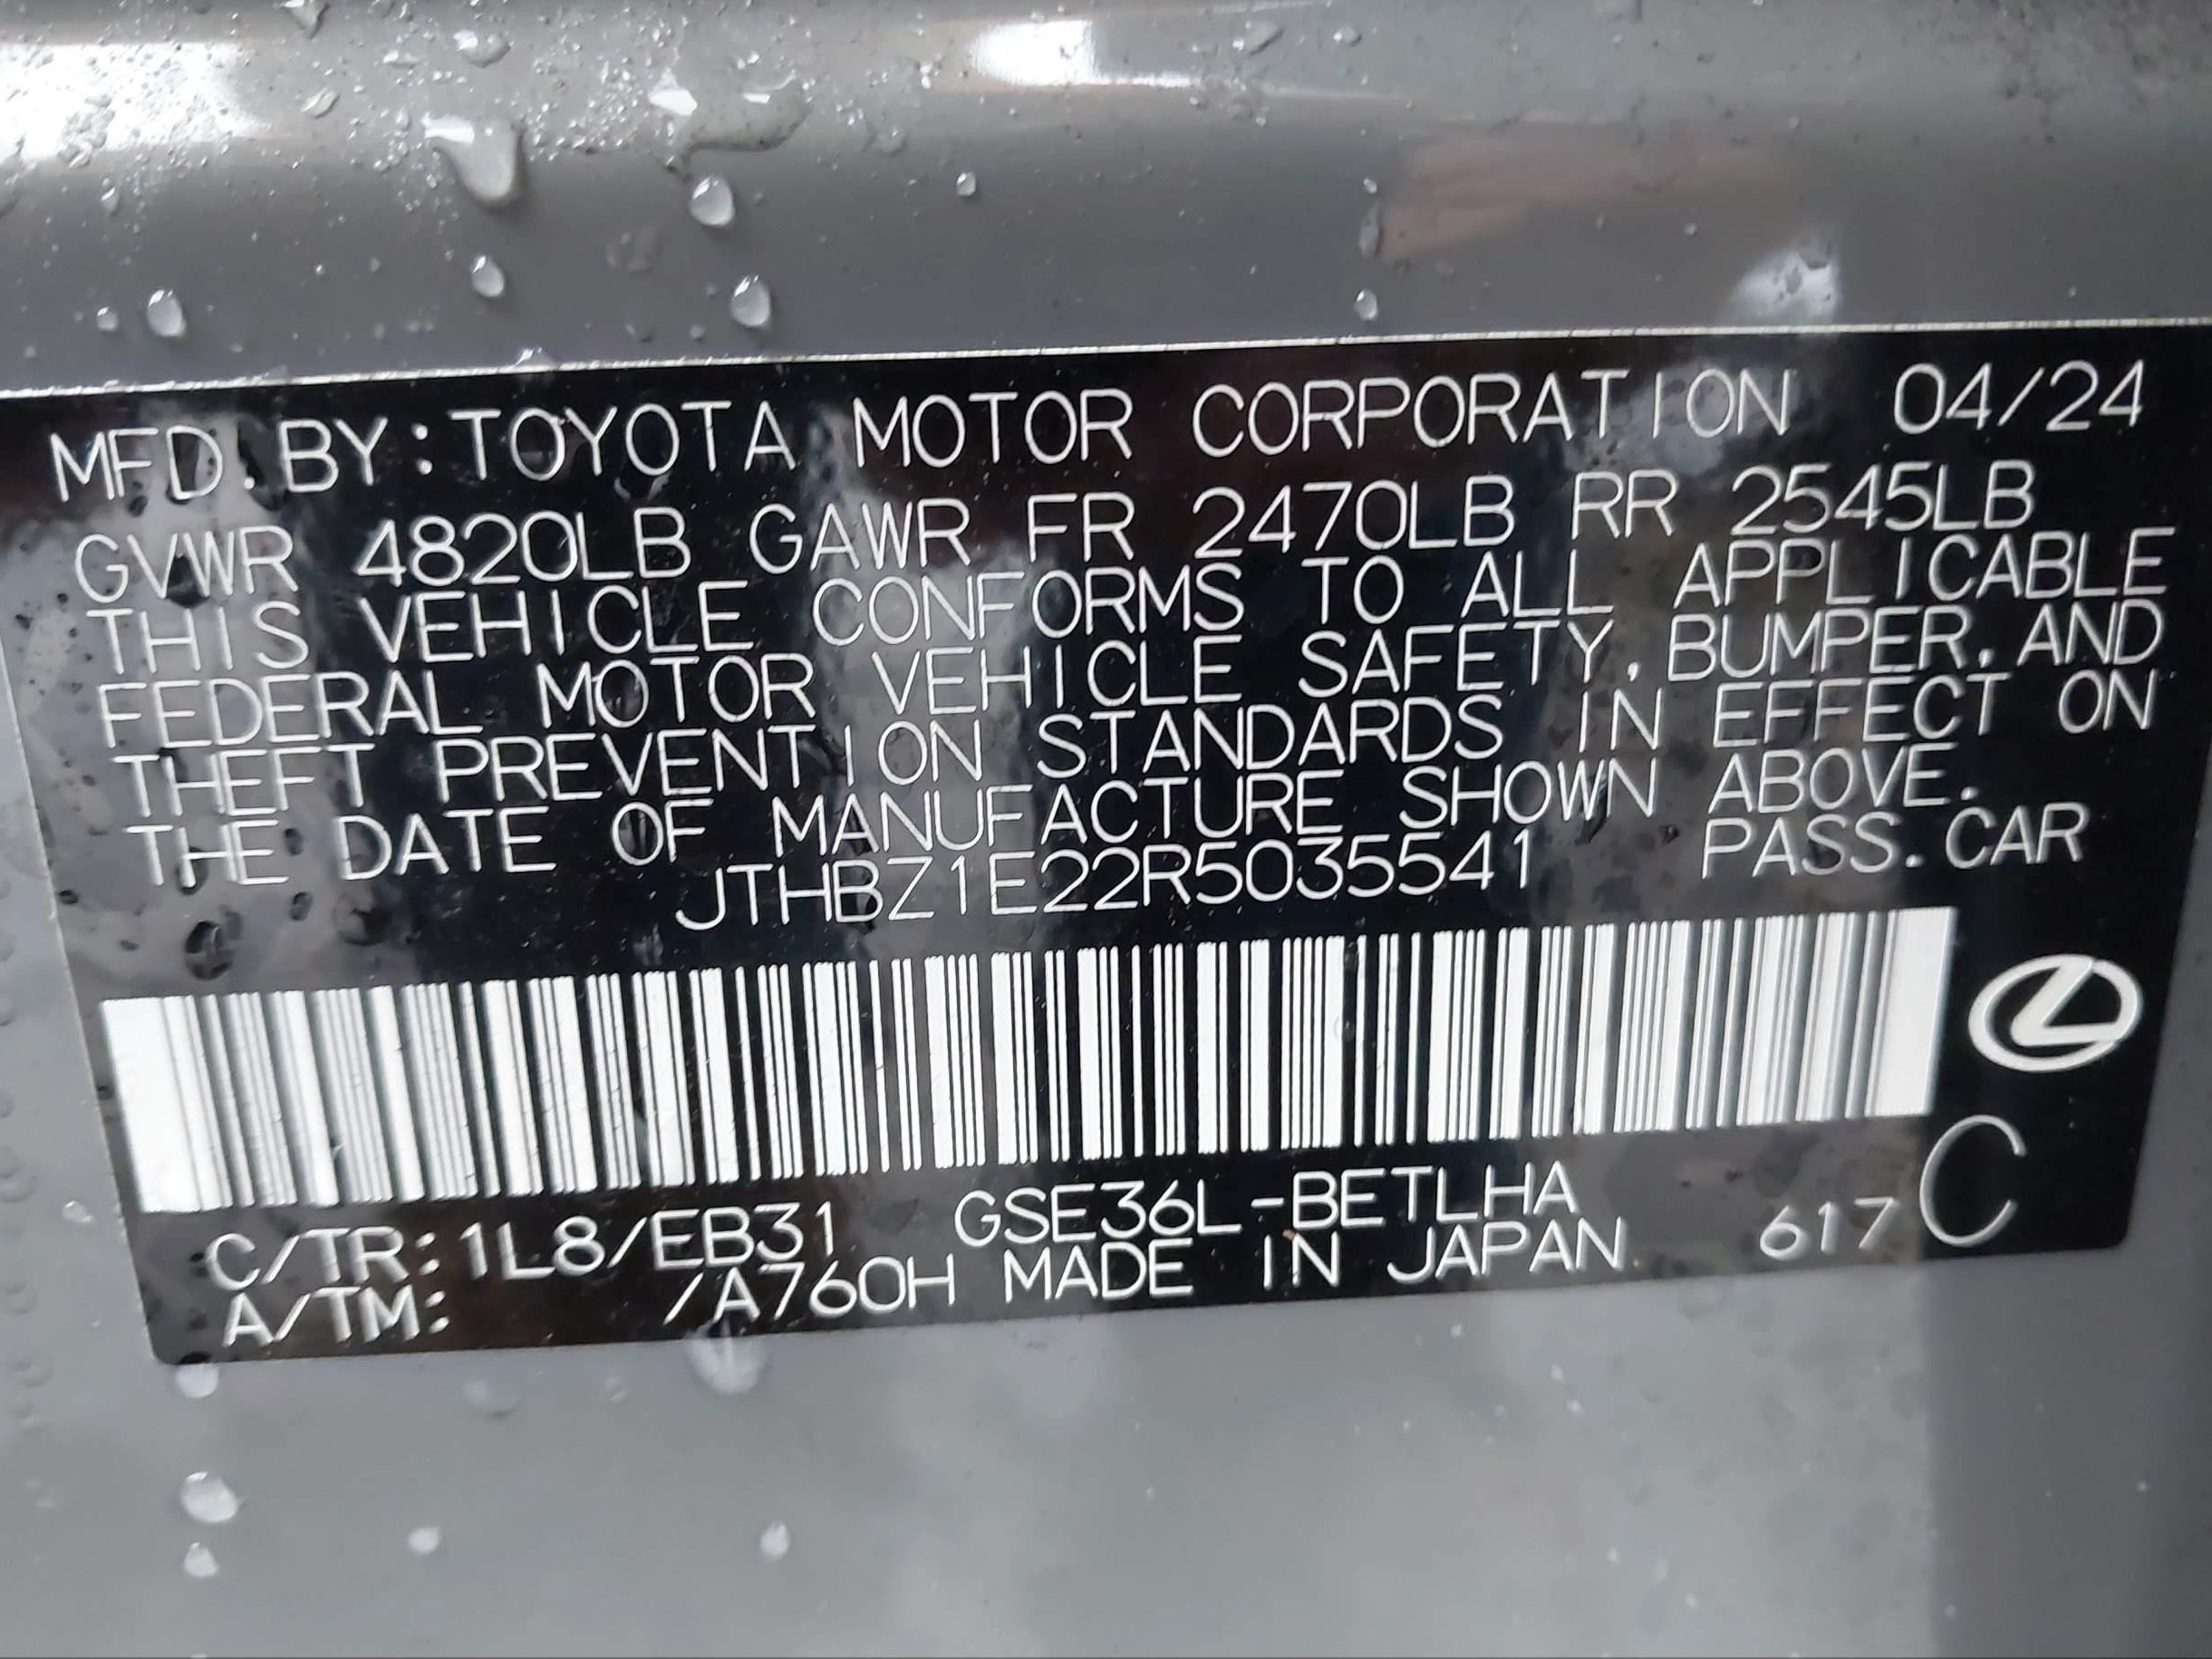 MFD.BY:TOYOTA MOTOR CORPORATION 04/24
GVWR 4820LB GAWR FR 2470LB RR 2545LB
THIS VEHICLE CONFORMS TO ALL APPLICABLE
FEDERAL MOTOR VEHICLE SAFETY,BUMPER,AND
THEFT PREVENTION STANDARDS IN EFFECT ON
THE DATE OF MANUFACTURE SHOWN ABOVE.
JTHBZ1E22R5035541 PASS.CAR
C/TR:1L8/EB31 GSE36L-BETLHA 617 C
A/TM: /A760H MADE IN JAPAN